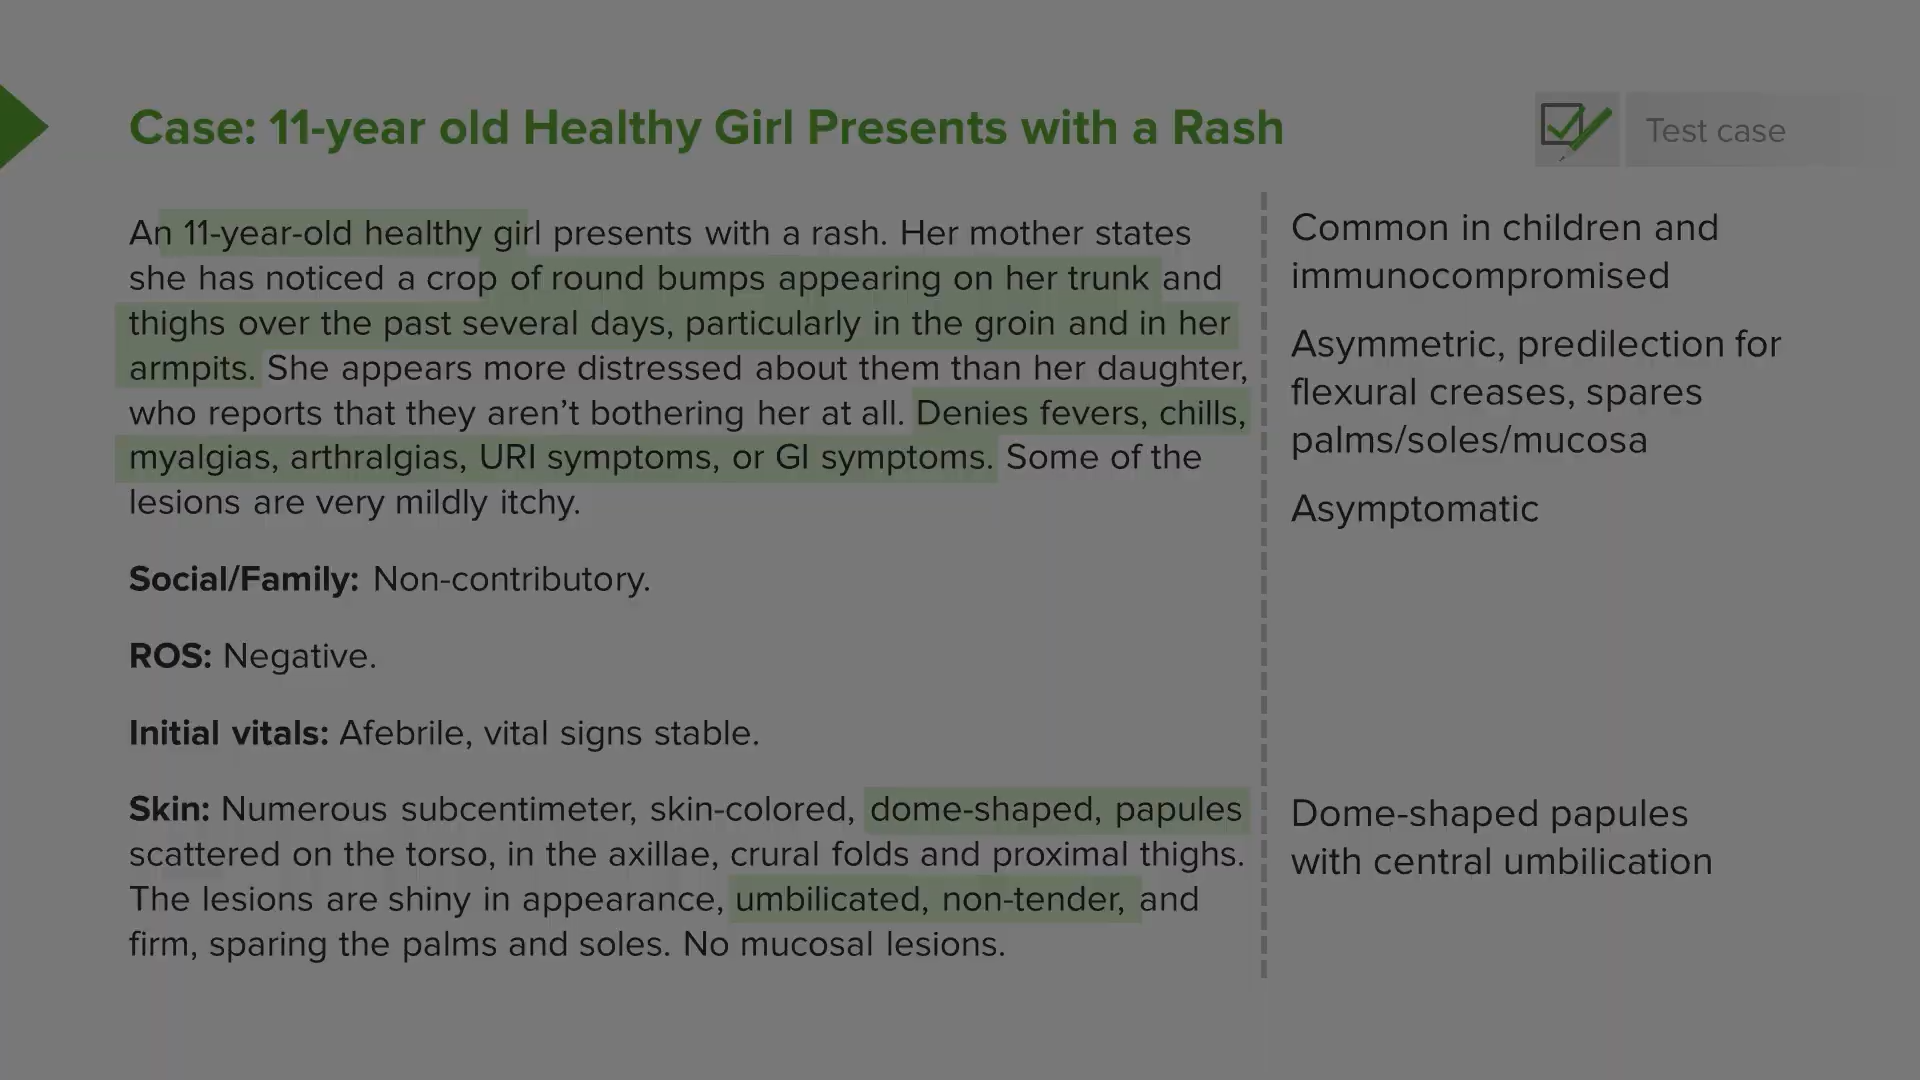 Case: 11-year old Healthy Girl Presents with a Rash
Test case
An 11-year-old healthy girl presents with a rash. Her mother states
she has noticed a crop of round bumps appearing on her trunk and
thighs over the past several days, particularly in the groin and in her
armpits. She appears more distressed about them than her daughter,
who reports that they aren't bothering her at all. Denies fevers, chills,
myalgias, arthralgias, URI symptoms, or GI symptoms. Some of the
lesions are very mildly itchy.
Social/Family: Non-contributory.
ROS: Negative.
Initial vitals: Afebrile, vital signs stable.
Skin: Numerous subcentimeter, skin-colored, dome-shaped, papules
scattered on the torso, in the axillae, crural folds and proximal thighs.
The lesions are shiny in appearance, umbilicated, non-tender, and
firm, sparing the palms and soles. No mucosal lesions.
Common in children and
immunocompromised
Asymmetric, predilection for
flexural creases, spares
palms/soles/mucosa
Asymptomatic
Dome-shaped papules
with central umbilication